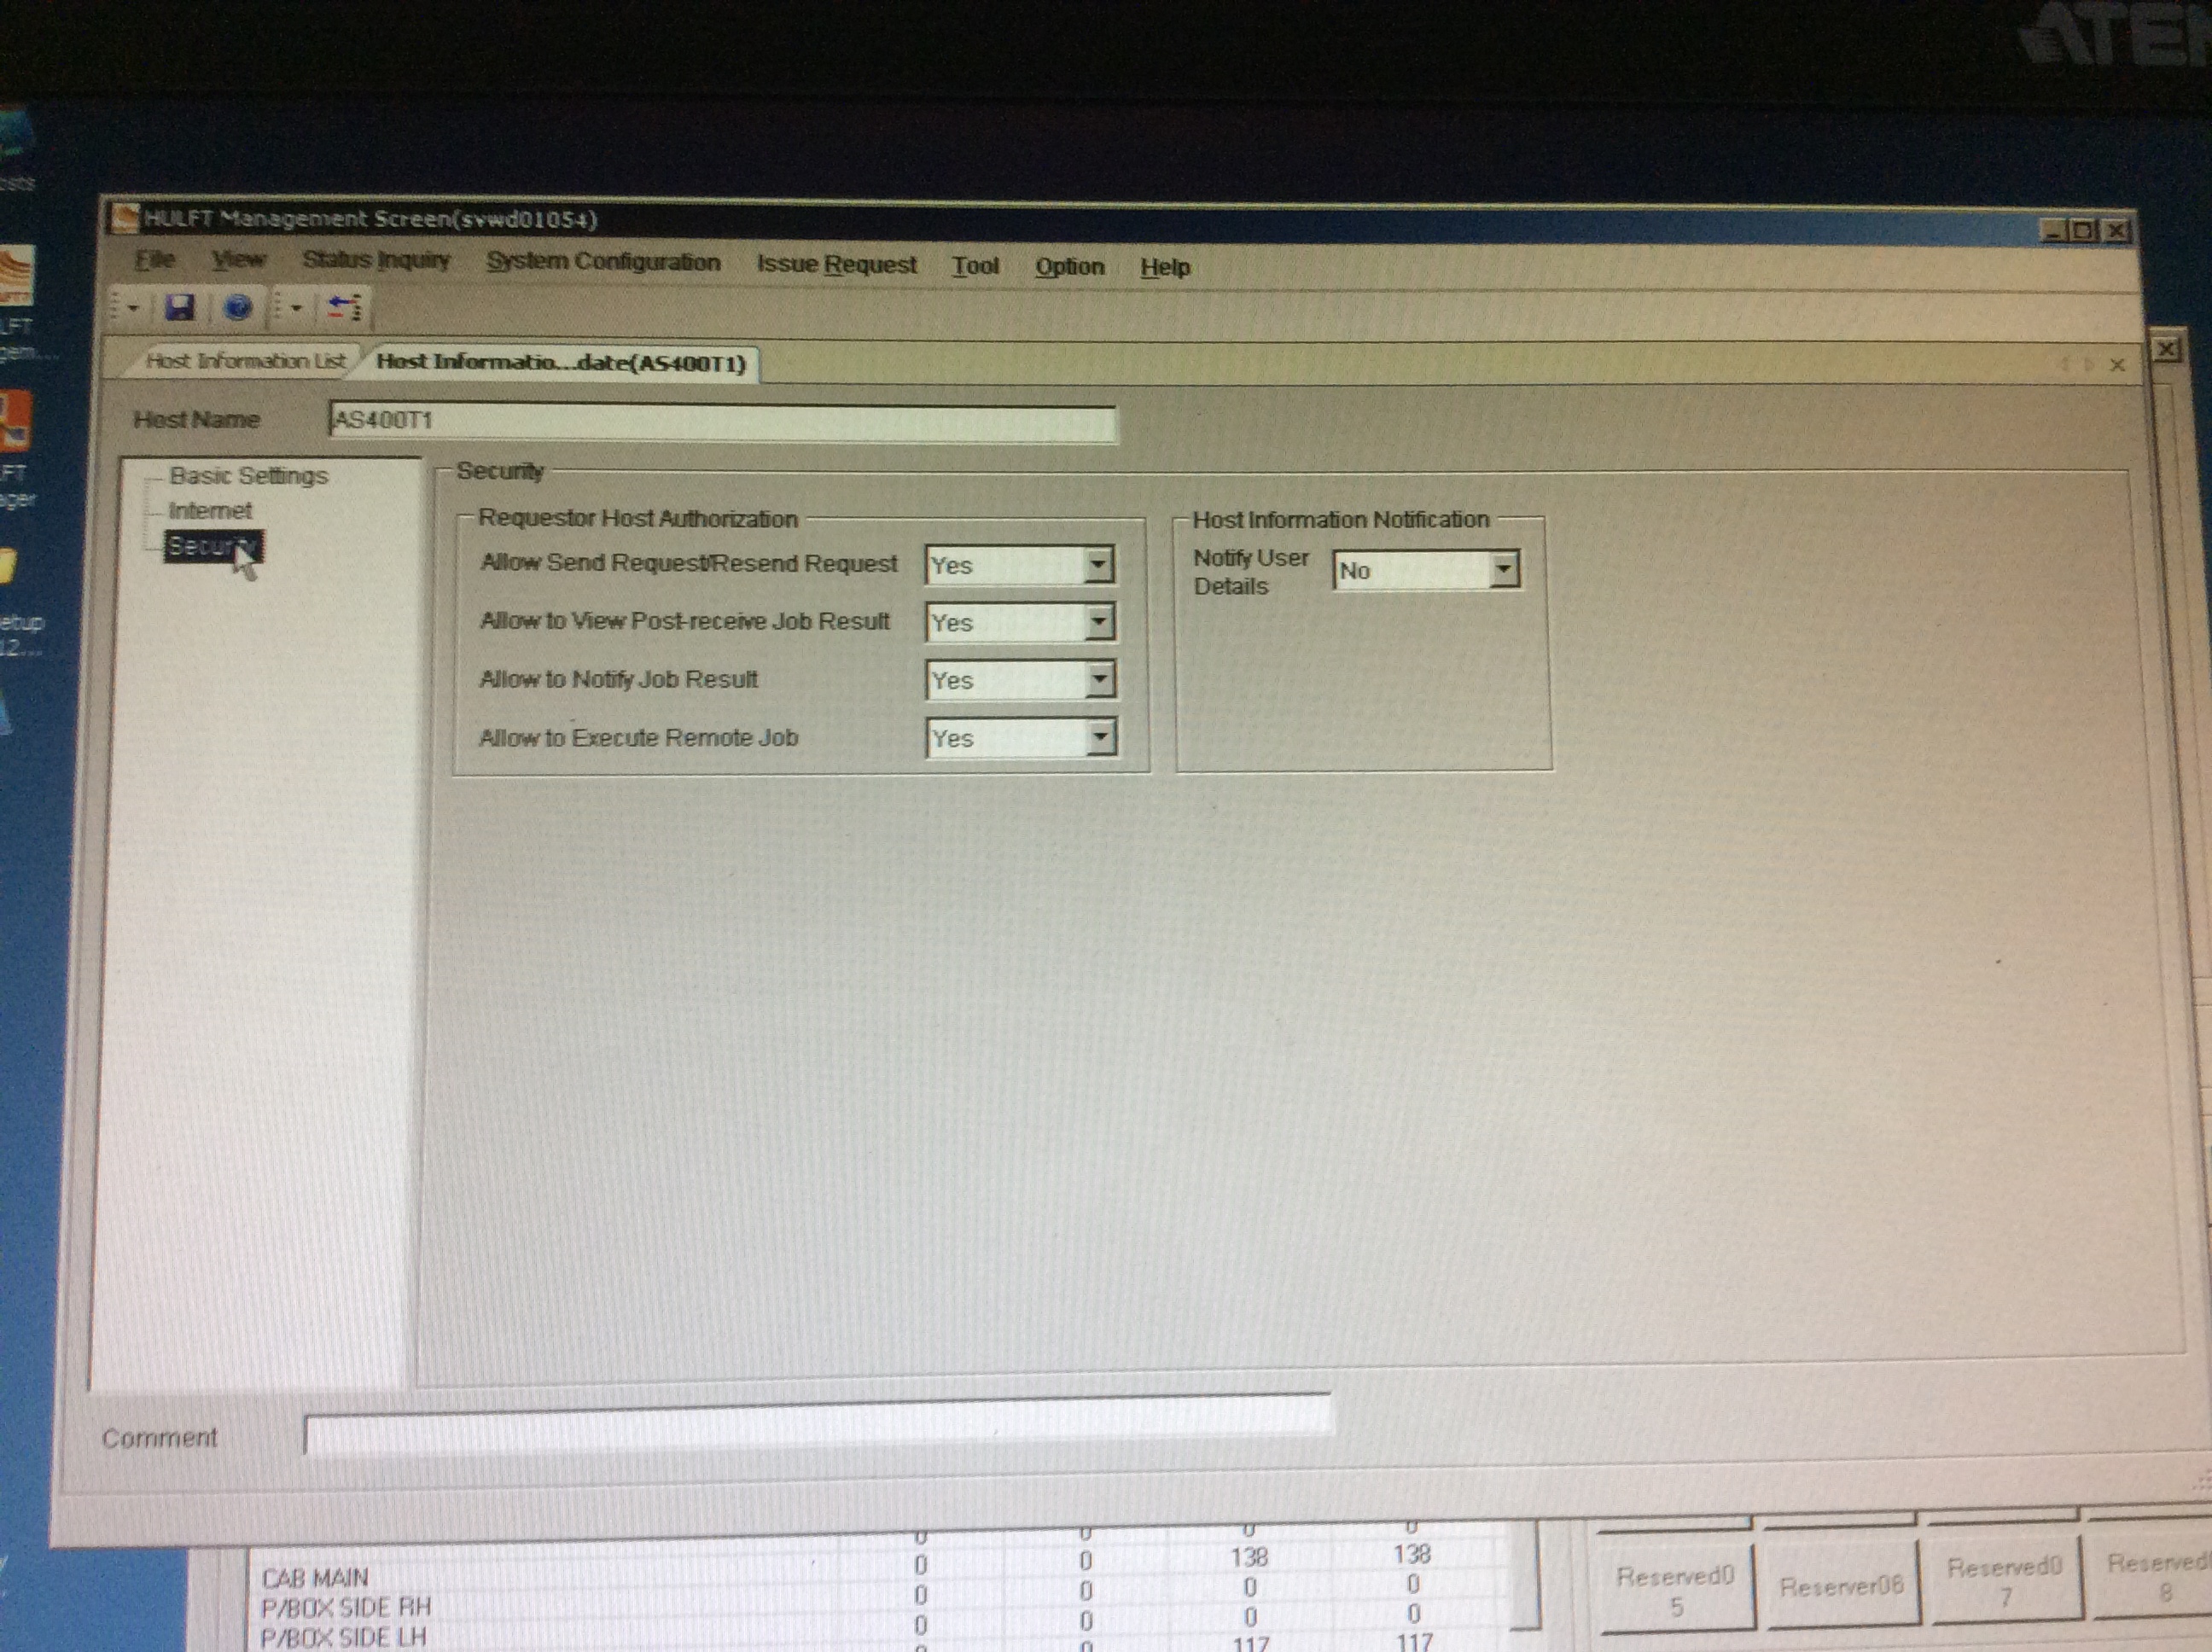 ATEN
HULFT Management Screen(svwd01054)
File View Status Inquiry System Configuration Issue Request Tool Option Help
Host Information List Host Informatio...date(AS400T1)
Host Name AS400T1
Basic Settings
Internet
Security
Security
Requestor Host Authorization
Allow Send Request/Resend Request Yes
Allow to View Post-receive Job Result Yes
Allow to Notify Job Result Yes
Allow to Execute Remote Job Yes
Host Information Notification
Notify User
Details
No
Comment
0 0 138 138
CAB MAIN 0 0 0 0
P/BOX SIDE RH 0 0 0 0
P/BOX SIDE LH 0 117 117
Reserved0
5
Reserver06
Reserved0
7
Reserved
8